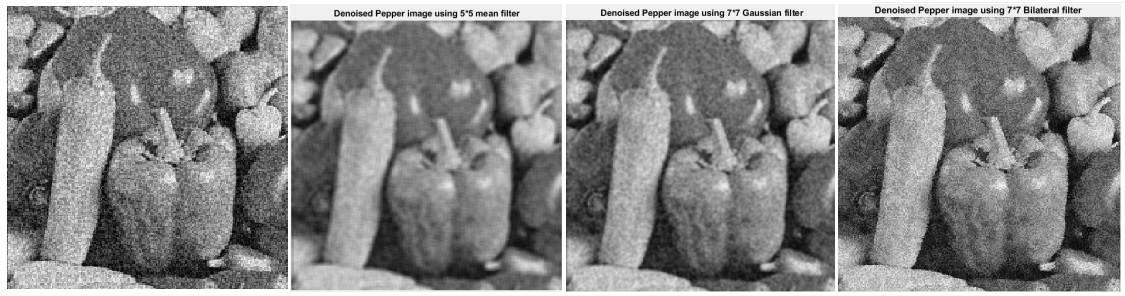 Denoised Pepper image using 5*5 mean filter
Denoised Pepper image using 7*7 Gaussian filter
Denoised Pepper image using 7*7 Bilateral filter